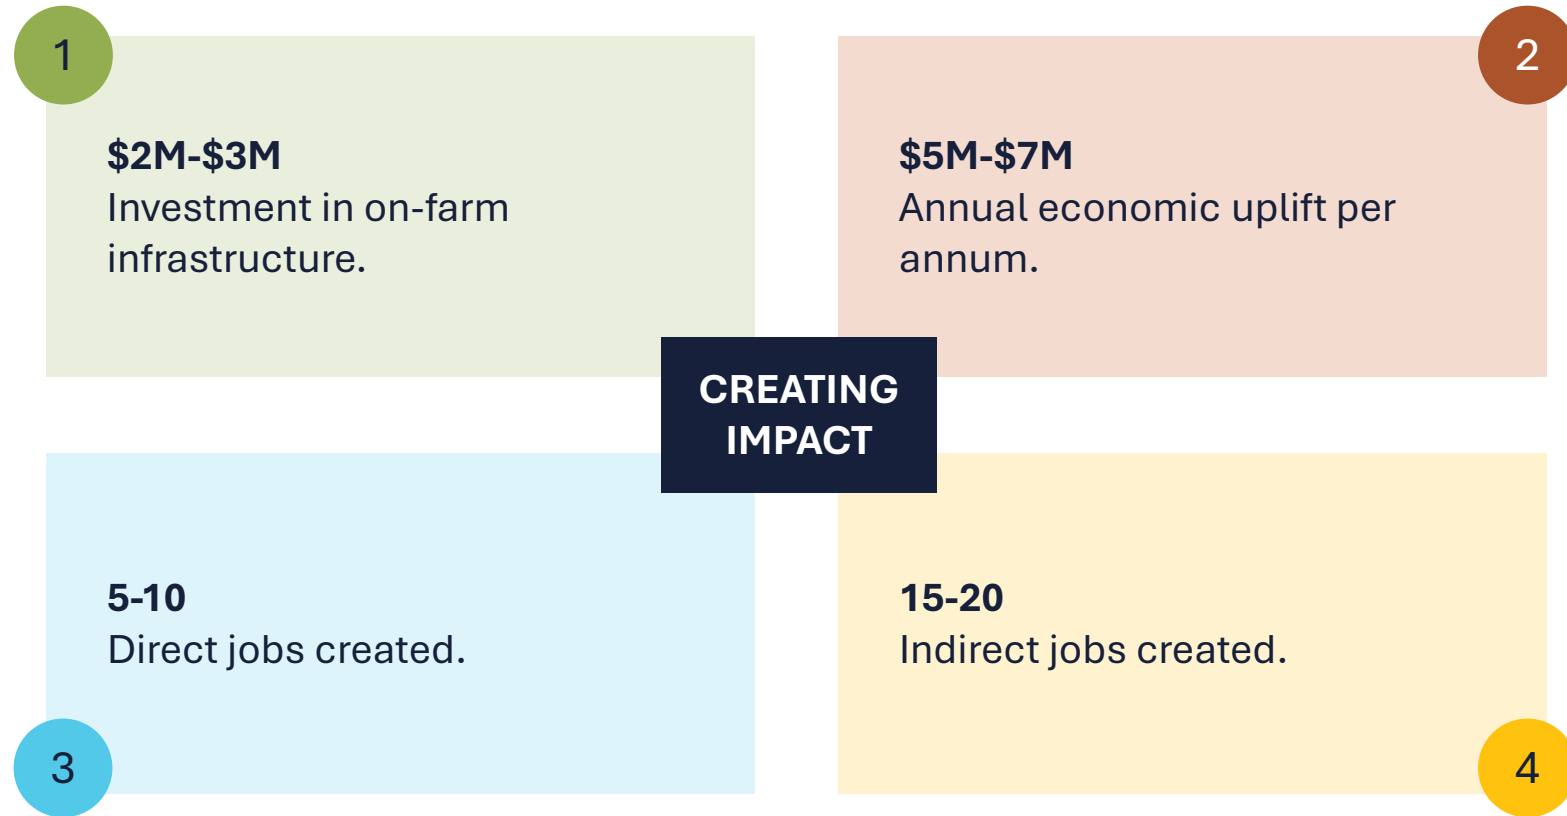 1
$2M-$3M
Investment in on-farm
infrastructure.
2
$5M-$7M
Annual economic uplift per
annum.
CREATING
IMPACT
3
5-10
Direct jobs created.
4
15-20
Indirect jobs created.